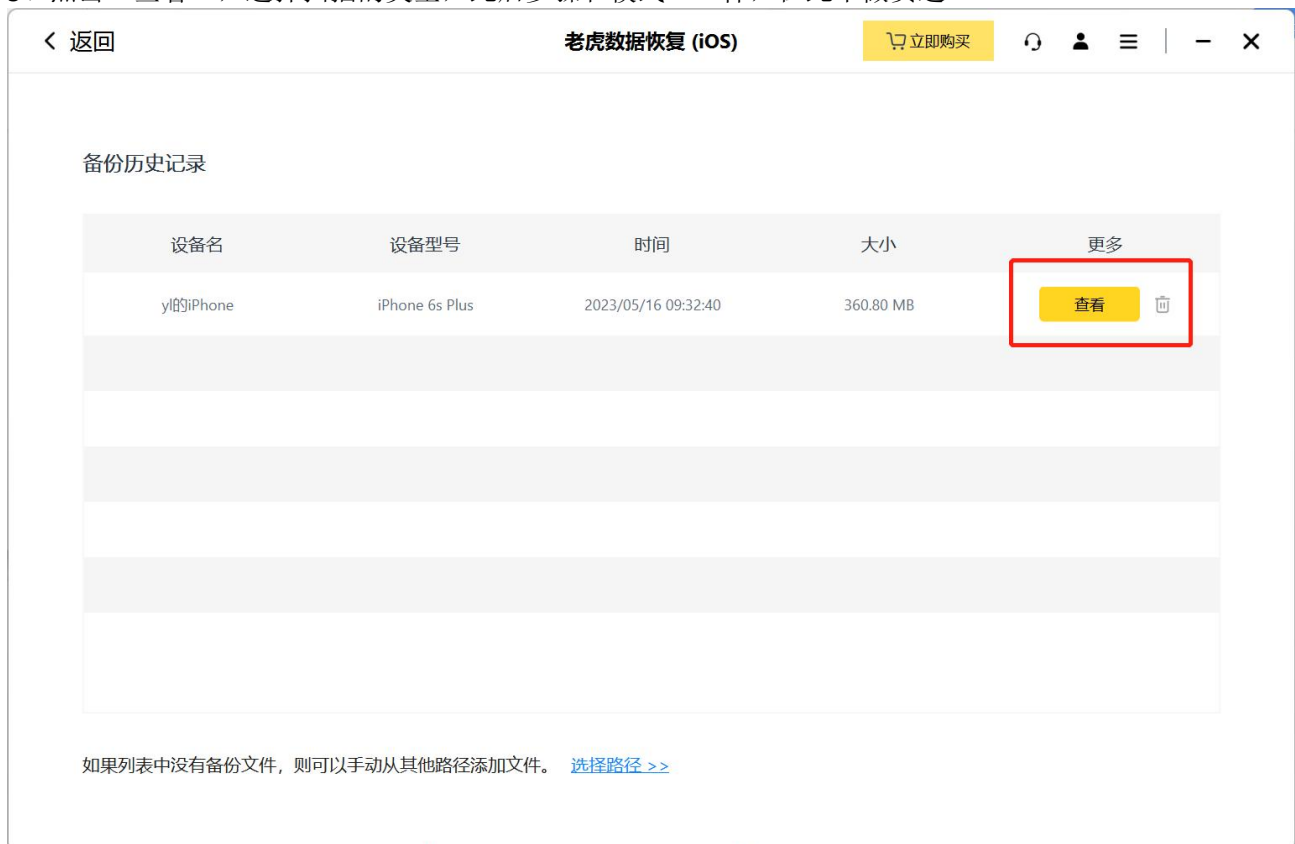 返回
老虎数据恢复 (iOS)
立即购买
备份历史记录
设备名 设备型号 时间 大小 更多
yl的iPhone iPhone 6s Plus 2023/05/16 09:32:40 360.80 MB 查看
如果列表中没有备份文件，则可以手动从其他路径添加文件。 选择路径 >>